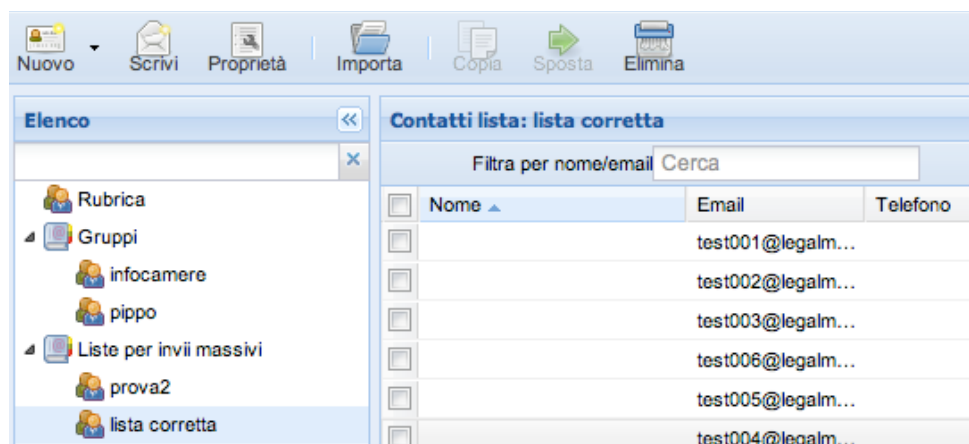 Nuovo Scrivi Proprietà Importa Copia Sposta Elimina
Elenco
Rubrica
Gruppi
infocamere
pippo
Liste per invii massivi
prova2
lista corretta
Contatti lista: lista corretta
Filtra per nome/email Cerca
Nome Email Telefono
test001@legalm...
test002@legalm...
test003@legalm...
test006@legalm...
test005@legalm...
test004@legalm...